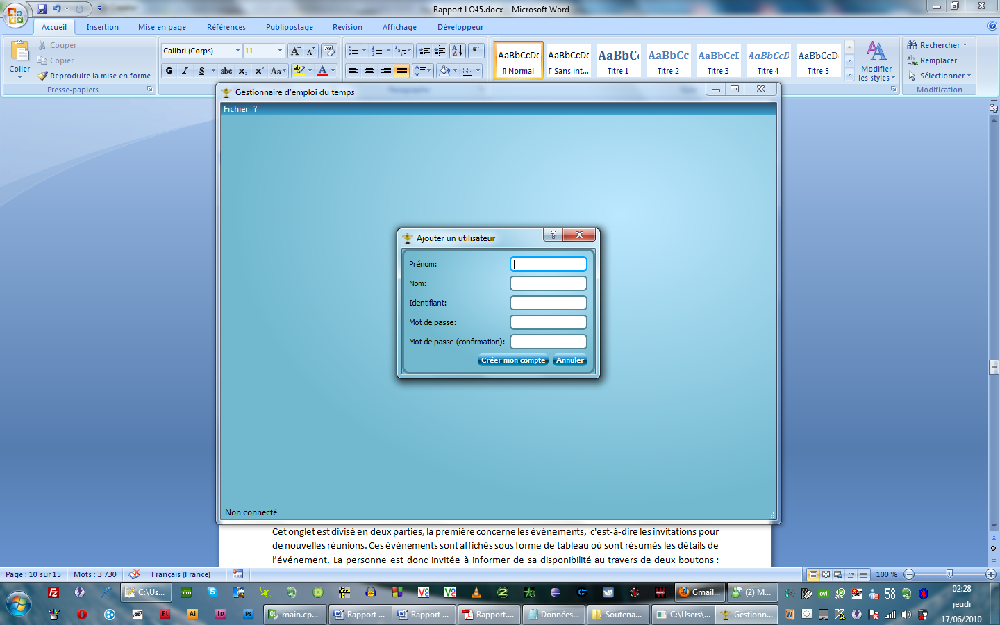 Rapport LO45.docx - Microsoft Word
Accueil Insertion Mise en page Références Publipostage Révision Affichage Développeur
Coller
Couper
Copier
Reproduire la mise en forme
Presse-papiers
Calibri (Corps) 11
G I S abc X₂ X² Aa
AaBbCcDc AaBbCcDc AaBbC AaBbCc AaBbCcI AaBbCcD AaBbCcD
¶ Normal ¶ Sans int... Titre 1 Titre 2 Titre 3 Titre 4 Titre 5
Modifier
les styles
Rechercher
Remplacer
Sélectionner
Modification
Gestionnaire d'emploi du temps
Fichier ?
Ajouter un utilisateur
Prénom:
Nom:
Identifiant:
Mot de passe:
Mot de passe (confirmation):
Créer mon compte Annuler
Non connecté
Cet onglet est divisé en deux parties, la première concerne les événements, c'est-à-dire les invitations pour
de nouvelles réunions. Ces évènements sont affichés sous forme de tableau où sont résumés les détails de
l'événement. La personne est donc invitée à informer de sa disponibilité au travers de deux boutons :
Page : 10 sur 15 Mots : 3 730 Français (France) 100 %
C:\Us... Gmail... (2) M... 58 02:28
jeudi
main.cp... Rapport ... Rapport ... Rapport.... Données... Soutena... C:\Users\... Gestionn... 17/06/2010